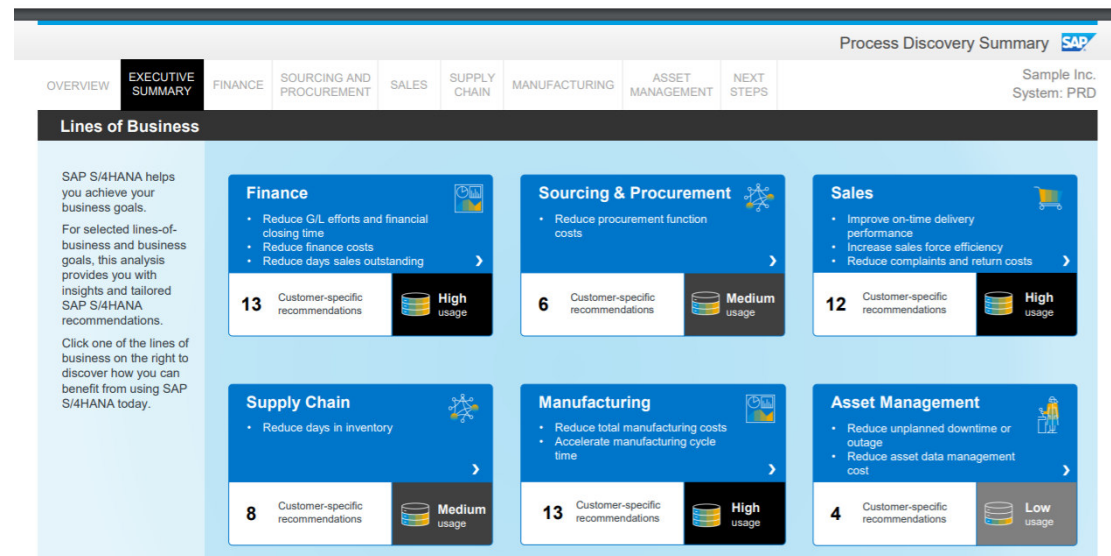 Process Discovery Summary SAP
OVERVIEW
EXECUTIVE
SUMMARY
FINANCE
SOURCING AND
PROCUREMENT
SALES
SUPPLY
CHAIN
MANUFACTURING
ASSET
MANAGEMENT
NEXT
STEPS
Sample Inc.
System: PRD
Lines of Business
SAP S/4HANA helps
you achieve your
business goals.
For selected lines-of-
business and business
goals, this analysis
provides you with
insights and tailored
SAP S/4HANA
recommendations.
Click one of the lines of
business on the right to
discover how you can
benefit from using SAP
S/4HANA today.
Finance
• Reduce G/L efforts and financial
closing time
• Reduce finance costs
• Reduce days sales outstanding
13
Customer-specific
recommendations
High
usage
Sourcing & Procurement
• Reduce procurement function
costs
6
Customer-specific
recommendations
Medium
usage
Sales
• Improve on-time delivery
performance
• Increase sales force efficiency
• Reduce complaints and return costs
12
Customer-specific
recommendations
High
usage
Supply Chain
• Reduce days in inventory
8
Customer-specific
recommendations
Medium
usage
Manufacturing
• Reduce total manufacturing costs
• Accelerate manufacturing cycle
time
13
Customer-specific
recommendations
High
usage
Asset Management
• Reduce unplanned downtime or
outage
• Reduce asset data management
cost
4
Customer-specific
recommendations
Low
usage